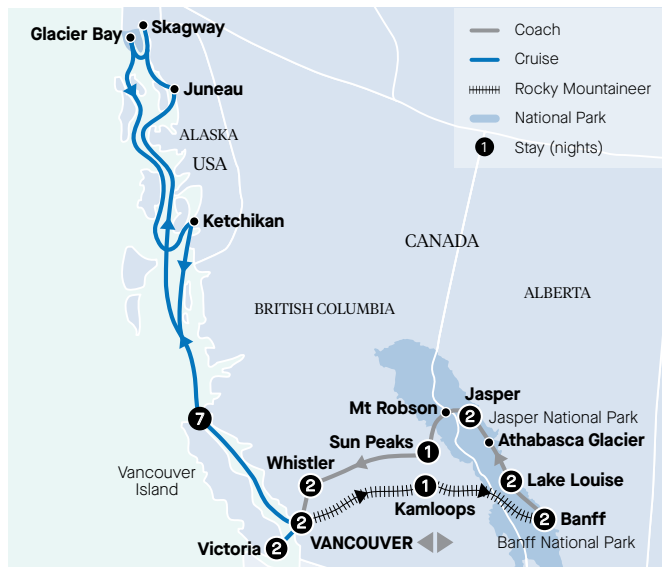 Glacier Bay
Skagway
Juneau
ALASKA
USA
Ketchikan
Coach
Cruise
Rocky Mountaineer
National Park
1 Stay (nights)
CANADA
BRITISH COLUMBIA
ALBERTA
7
Vancouver
Island
Mt Robson
Jasper
2
Jasper National Park
Athabasca Glacier
Sun Peaks
1
Whistler
2
2 Lake Louise
1
Kamloops
2 Banff
Banff National Park
2
VANCOUVER
Victoria 2